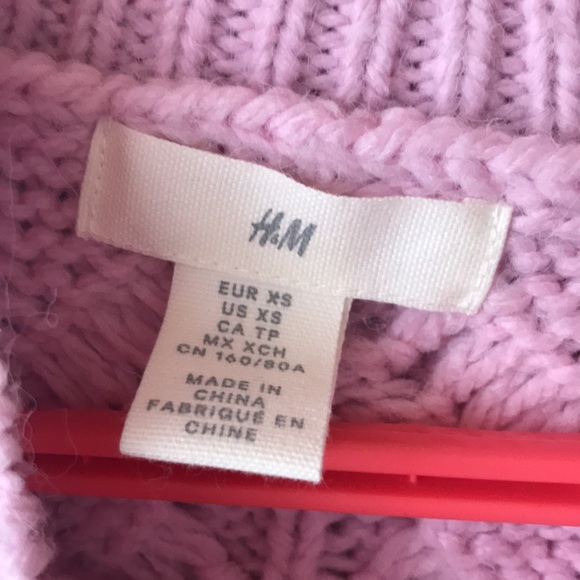 H&M
EUR XS
US XS
CA TP
MX XCH
CN 160/80A
MADE IN
CHINA
FABRIQUÉ EN
CHINE